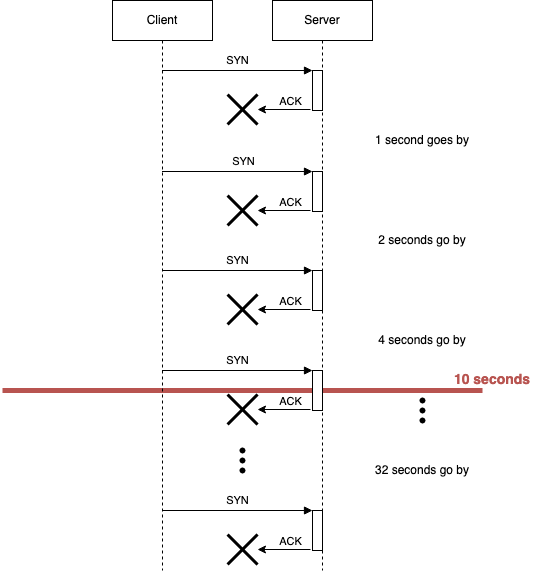 Client
Server
SYN
ACK
1 second goes by
SYN
ACK
2 seconds go by
SYN
ACK
4 seconds go by
SYN
10 seconds
ACK
32 seconds go by
SYN
ACK